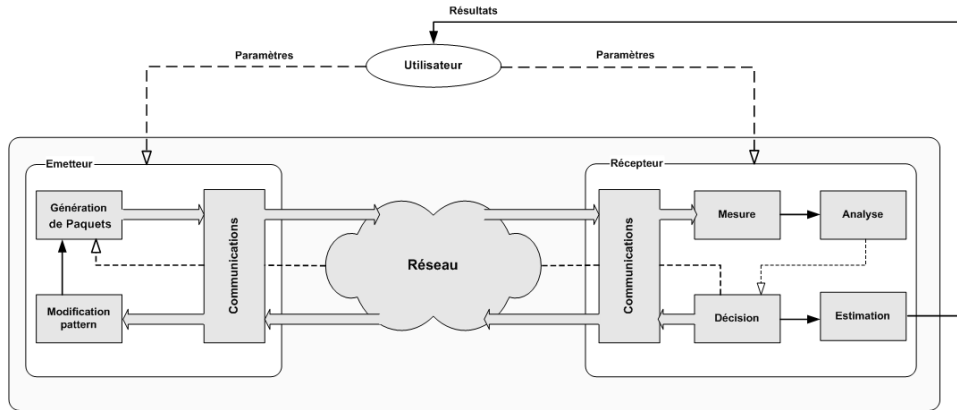 Résultats
Paramètres
Paramètres
Utilisateur
Emetteur
Récepteur
Génération
de Paquets
Communications
Réseau
Communications
Mesure
Analyse
Modification
pattern
Décision
Estimation